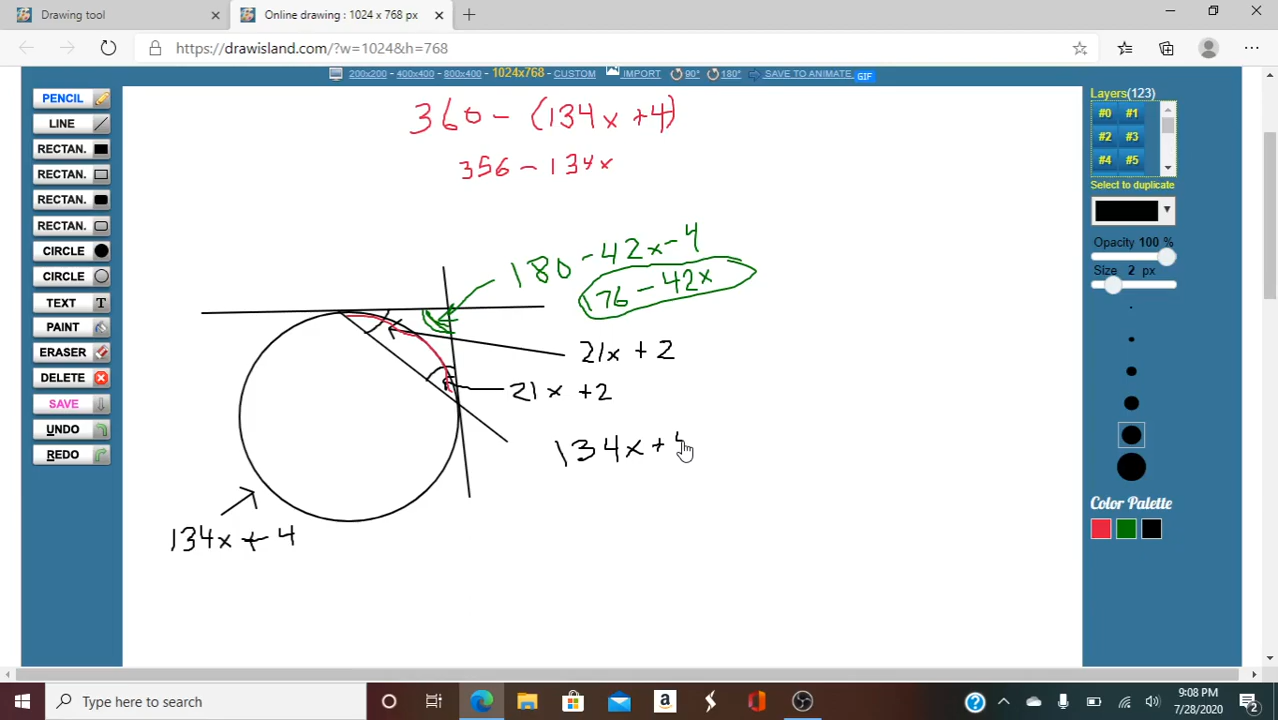 Drawing tool
Online drawing : 1024 x 768 px
https://drawisland.com/?w=1024&h=768
200x200 - 400x400 - 800x400 - 1024x768 - CUSTOM IMPORT 90° 180° SAVE TO ANIMATE GIF
PENCIL
LINE
RECTAN.
RECTAN.
RECTAN.
RECTAN.
CIRCLE
CIRCLE
TEXT T
PAINT
ERASER
DELETE
SAVE
UNDO
REDO
360 - (134x + 4)
356 - 134x
180 - 42x - 4
176 - 42x
21x + 2
21x + 2
134x +
134x + 4
Layers(123)
#0 #1
#2 #3
#4 #5
Select to duplicate
Opacity 100 %
Size 2 px
Color Palette
Type here to search
a
9:08 PM
7/28/2020
2